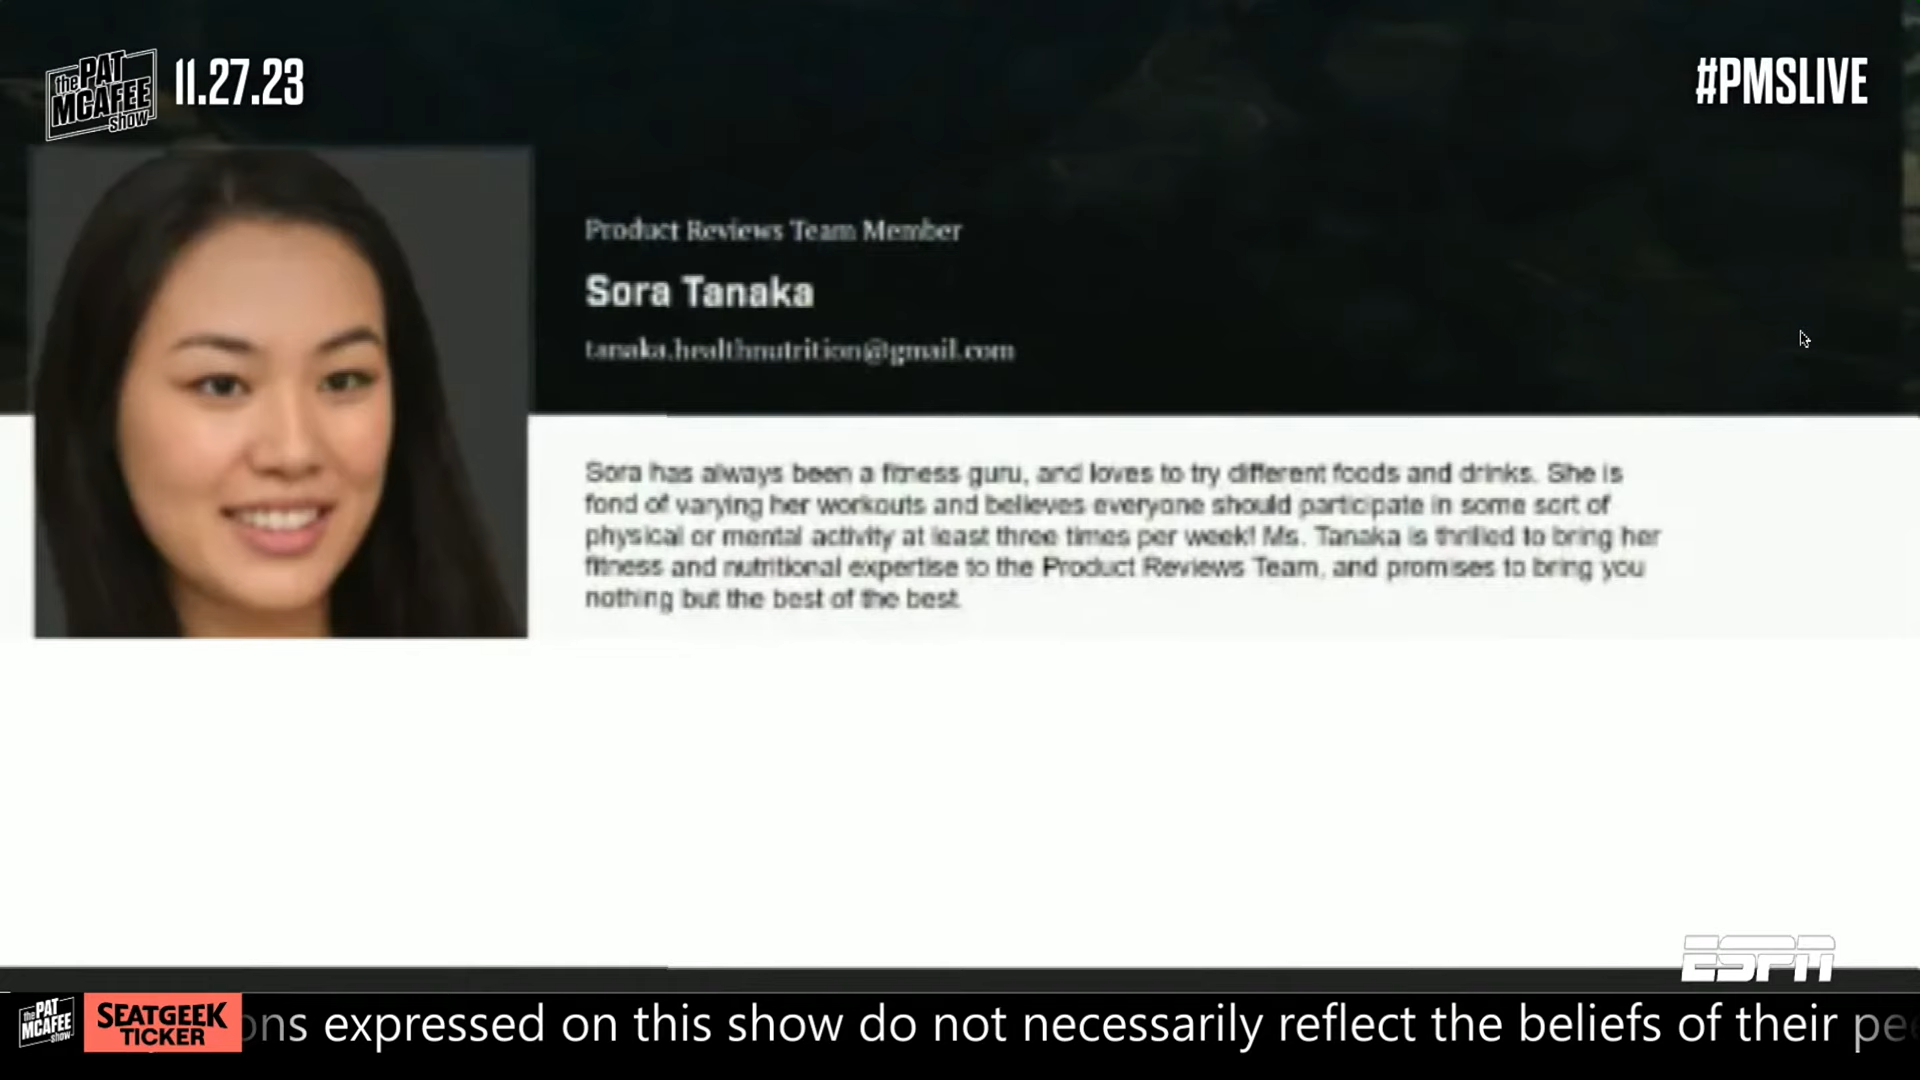 the PAT MCAFEE show
11.27.23
#PMSLIVE
Product Reviews Team Member
Sora Tanaka
tanaka.healthnutrition@gmail.com
Sora has always been a fitness guru, and loves to try different foods and drinks. She is
fond of varying her workouts and believes everyone should participate in some sort of
physical or mental activity at least three times per week! Ms. Tanaka is thrilled to bring her
fitness and nutritional expertise to the Product Reviews Team, and promises to bring you
nothing but the best of the best.
ESPN
the PAT MCAFEE show
SEATGEEK
TICKER
ons expressed on this show do not necessarily reflect the beliefs of their pe